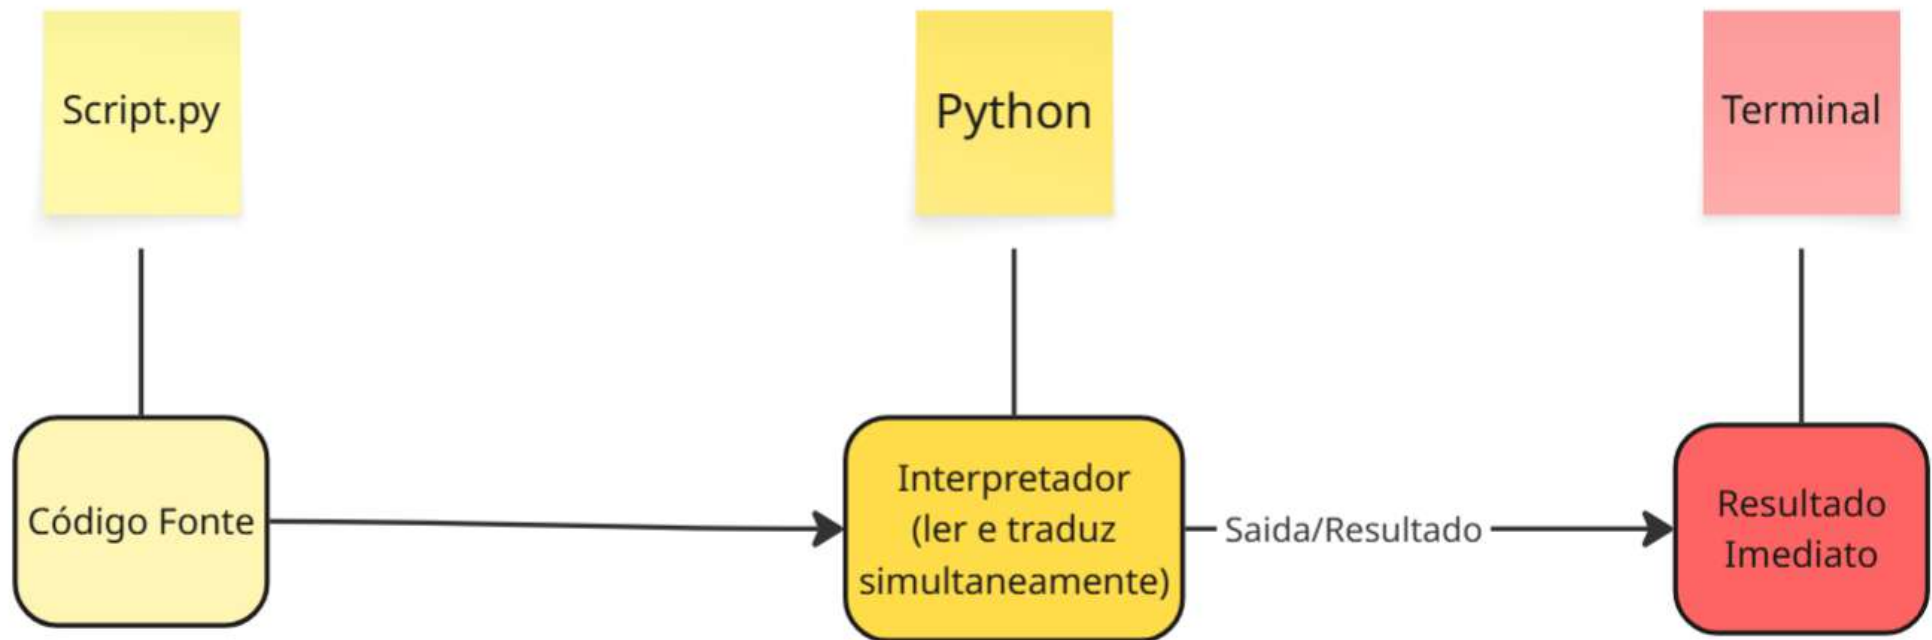 Script.py
Python
Terminal
Código Fonte
Interpretador
(ler e traduz
simultaneamente)
Saida/Resultado
Resultado
Imediato